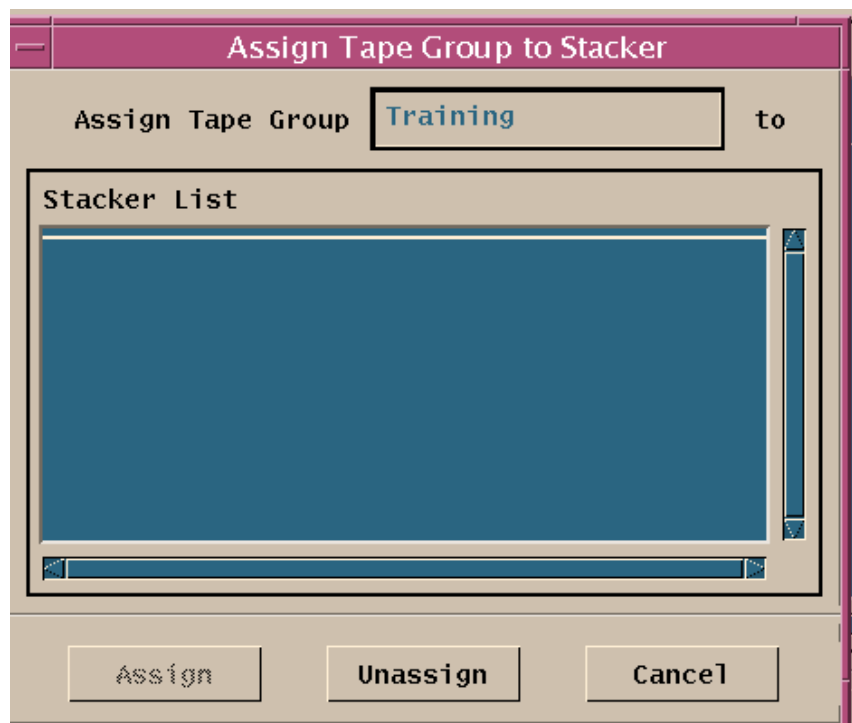 Assign Tape Group to Stacker
Assign Tape Group Training to
Stacker List
Assign Unassign Cancel